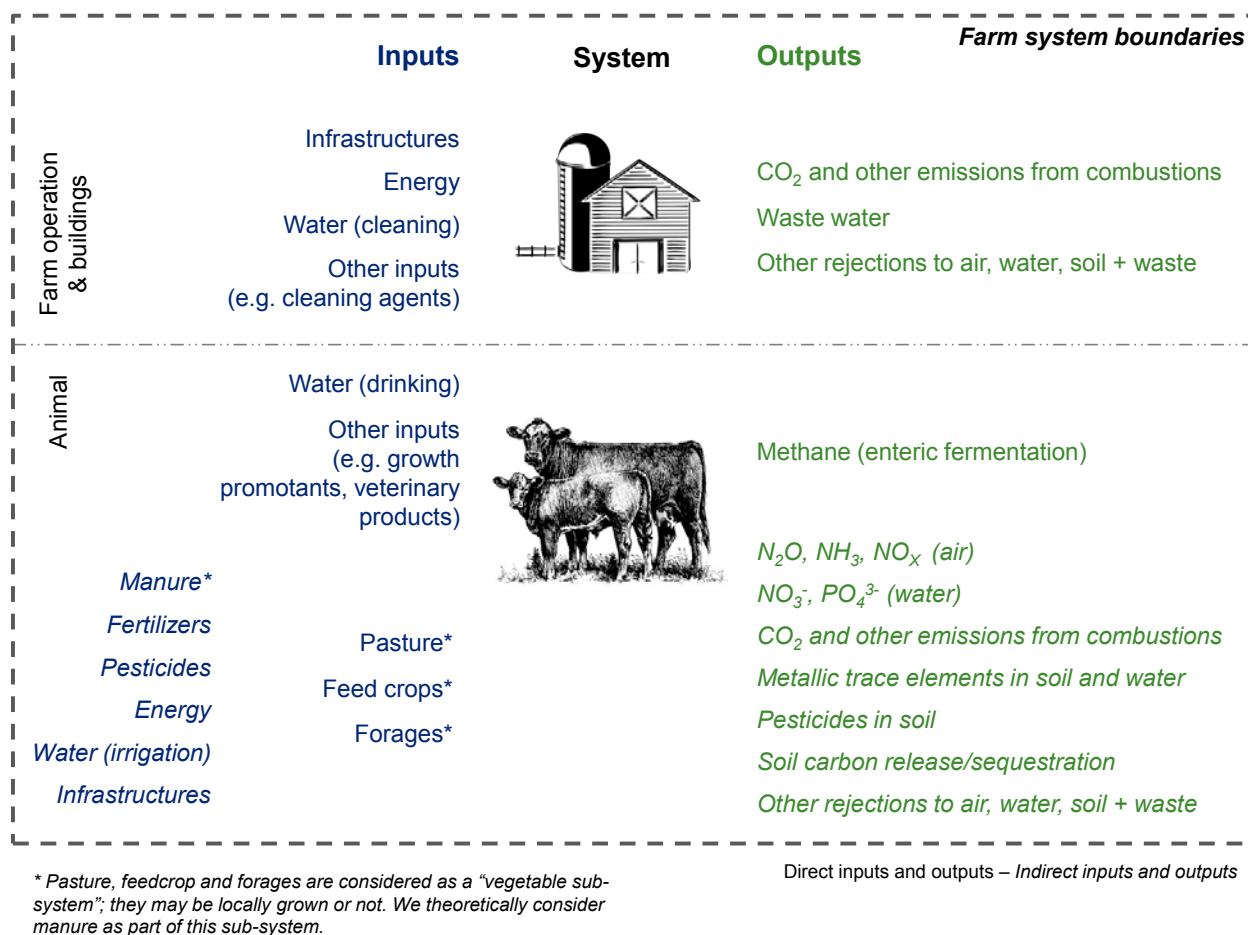 Farm system boundaries
Inputs
System
Outputs
Farm operation
& buildings
Infrastructures
Energy
Water (cleaning)
Other inputs
(e.g. cleaning agents)
CO₂ and other emissions from combustions
Waste water
Other rejections to air, water, soil + waste
Animal
Water (drinking)
Other inputs
(e.g. growth
promotants, veterinary
products)
Manure*
Fertilizers
Pesticides
Energy
Water (irrigation)
Infrastructures
Pasture*
Feed crops*
Forages*
Methane (enteric fermentation)
N₂O, NH₃, NOₓ (air)
NO₃⁻, PO₄³⁻ (water)
CO₂ and other emissions from combustions
Metallic trace elements in soil and water
Pesticides in soil
Soil carbon release/sequestration
Other rejections to air, water, soil + waste
* Pasture, feedcrop and forages are considered as a “vegetable sub-
system”; they may be locally grown or not. We theoretically consider
manure as part of this sub-system.
Direct inputs and outputs – Indirect inputs and outputs